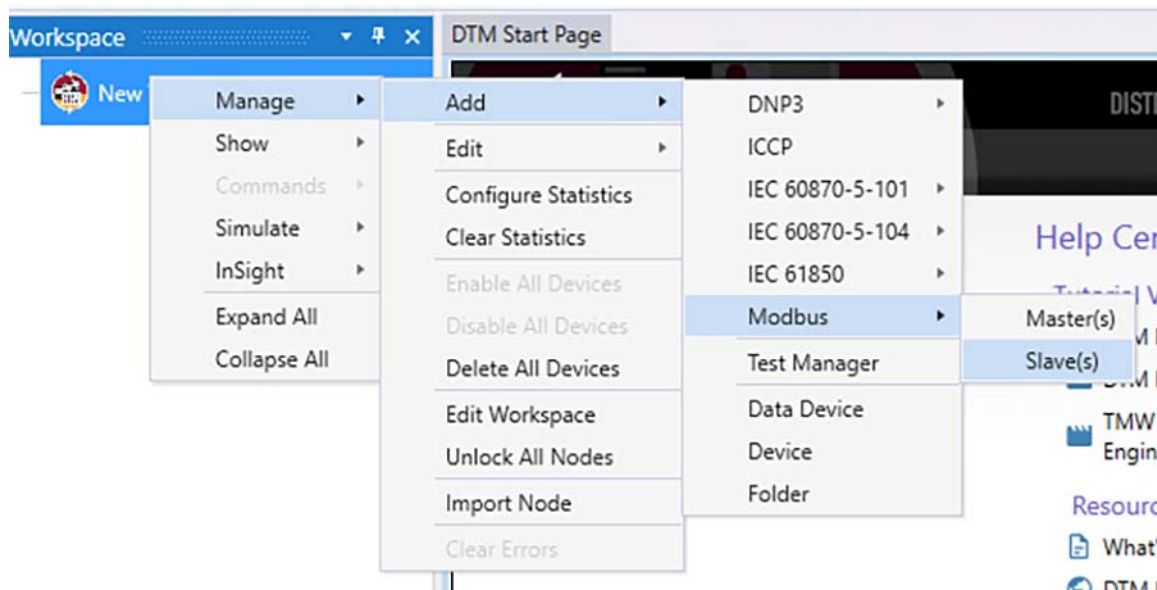 Workspace
DTM Start Page
New
Manage
Show
Commands
Simulate
InSight
Expand All
Collapse All
Add
Edit
Configure Statistics
Clear Statistics
Enable All Devices
Disable All Devices
Delete All Devices
Edit Workspace
Unlock All Nodes
Import Node
Clear Errors
DNP3
ICCP
IEC 60870-5-101
IEC 60870-5-104
IEC 61850
Modbus
Test Manager
Data Device
Device
Folder
Master(s)
Slave(s)
Help
TMW
What'
DTM